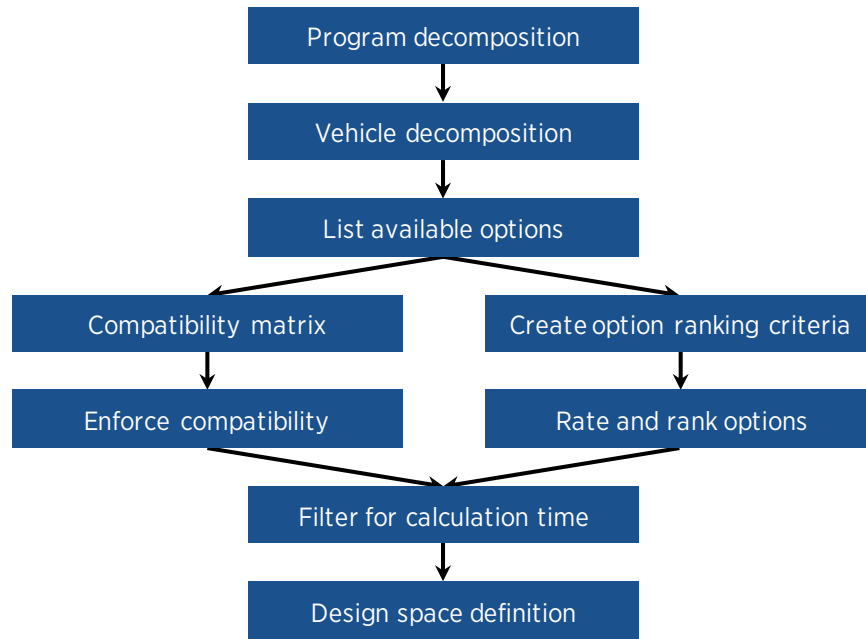 Program decomposition
Vehicle decomposition
List available options
Compatibility matrix
Create option ranking criteria
Enforce compatibility
Rate and rank options
Filter for calculation time
Design space definition